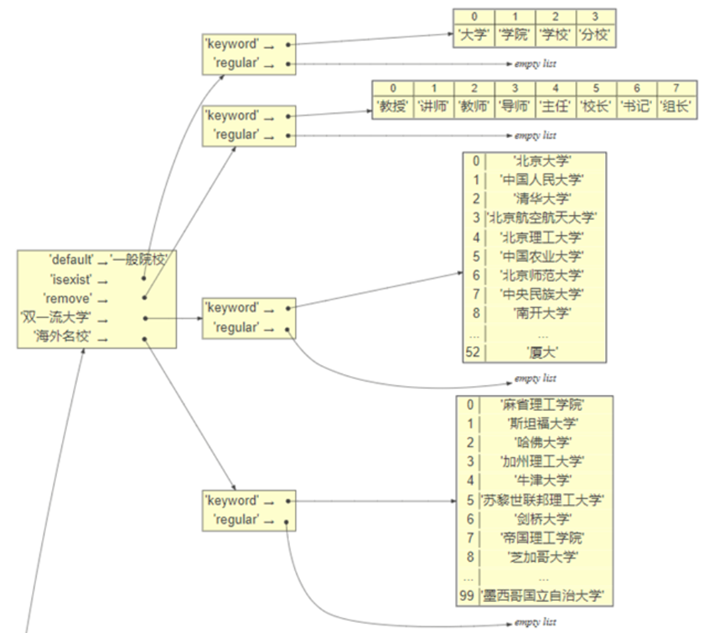 0 1 2 3
'大学' '学院' '学校' '分校'
'keyword' →
'regular' →
empty list
0 1 2 3 4 5 6 7
'教授' '讲师' '教师' '导师' '主任' '校长' '书记' '组长'
'keyword' →
'regular' →
empty list
0 '北京大学'
1 '中国人民大学'
2 '清华大学'
3 '北京航空航天大学'
4 '北京理工大学'
5 '中国农业大学'
6 '北京师范大学'
7 '中央民族大学'
8 '南开大学'
... ...
52 '厦大'
'default' → '一般院校'
'isexist' →
'remove' →
'双一流大学' →
'海外名校' →
'keyword' →
'regular' →
empty list
0 '麻省理工学院'
1 '斯坦福大学'
2 '哈佛大学'
3 '加州理工大学'
4 '牛津大学'
5 '苏黎世联邦理工大学'
6 '剑桥大学'
7 '帝国理工学院'
8 '芝加哥大学'
... ...
99 '墨西哥国立自治大学'
'keyword' →
'regular' →
empty list